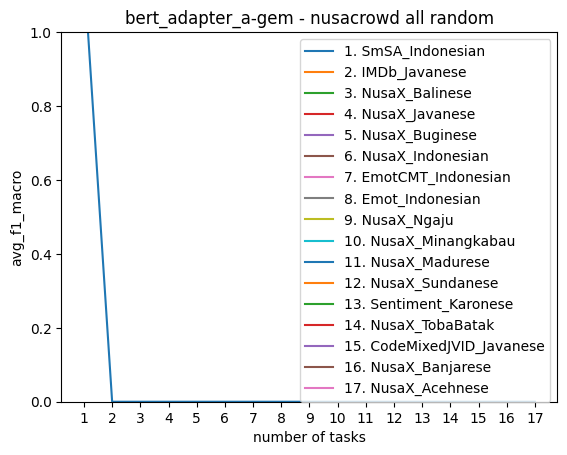 bert_adapter_a-gem - nusacrowd all random
1.0
0.8
0.6
0.4
0.2
0.0
avg_f1_macro
1. SmSA_Indonesian
2. IMDb_Javanese
3. NusaX_Balinese
4. NusaX_Javanese
5. NusaX_Buginese
6. NusaX_Indonesian
7. EmotCMT_Indonesian
8. Emot_Indonesian
9. NusaX_Ngaju
10. NusaX_Minangkabau
11. NusaX_Madurese
12. NusaX_Sundanese
13. Sentiment_Karonese
14. NusaX_TobaBatak
15. CodeMixedJVID_Javanese
16. NusaX_Banjarese
17. NusaX_Acehnese
1 2 3 4 5 6 7 8 9 10 11 12 13 14 15 16 17
number of tasks